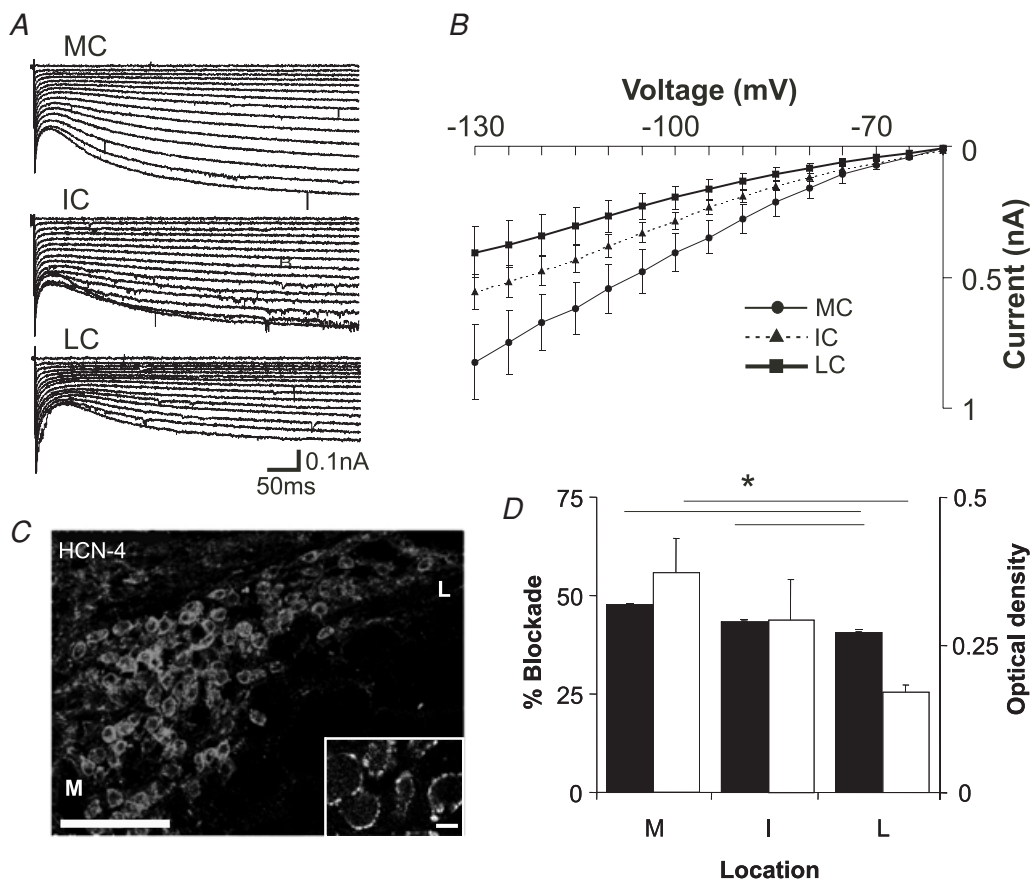 A
MC
IC
LC
0.1nA
50ms
B
Voltage (mV)
-130 -100 -70
0
0.5
1
Current (nA)
MC
IC
LC
C
HCN-4
L
M
D
*
75
50
25
0
% Blockade
0.5
0.25
0
Optical density
M I L
Location